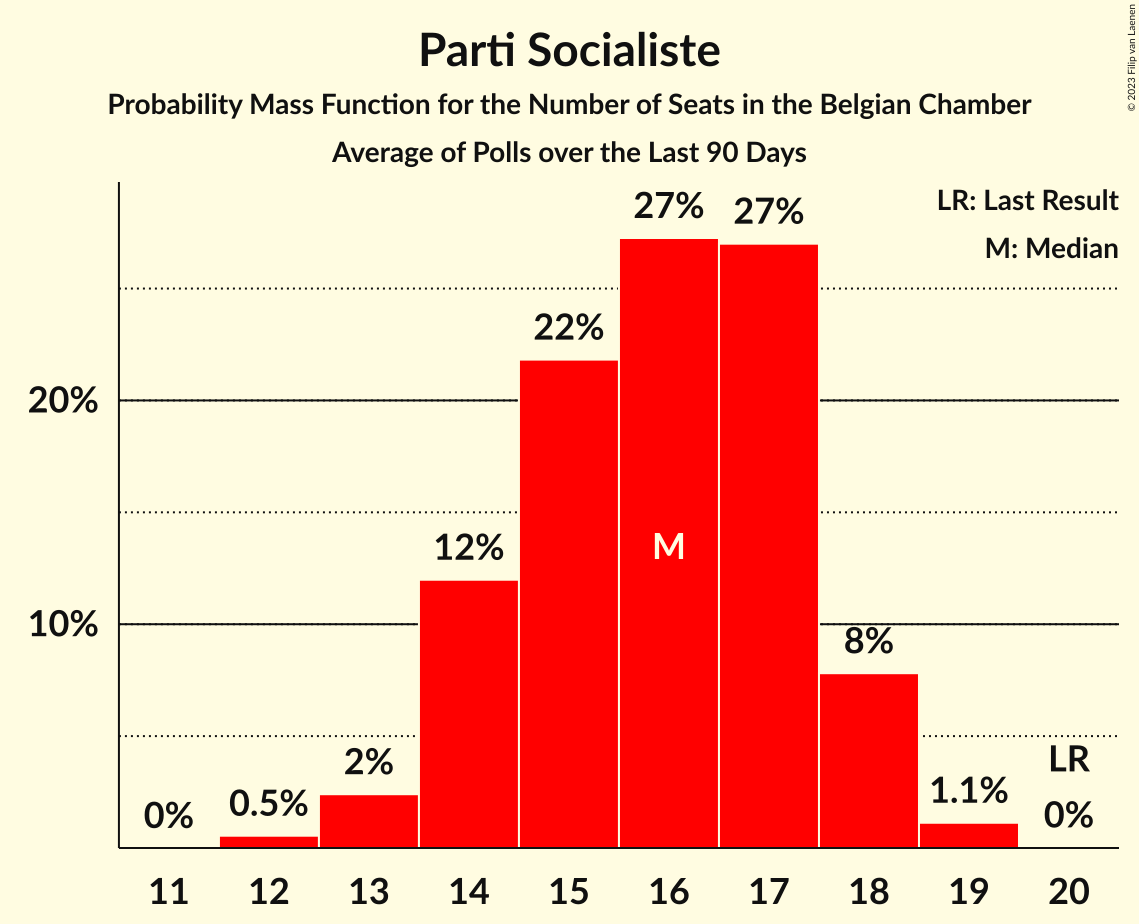 Parti Socialiste
Probability Mass Function for the Number of Seats in the Belgian Chamber
Average of Polls over the Last 90 Days
© 2023 Filip van Laenen
LR: Last Result
M: Median
27%
27%
22%
20%
12%
M
10%
8%
2%
LR
0%
0.5%
1.1%
0%
11 12 13 14 15 16 17 18 19 20